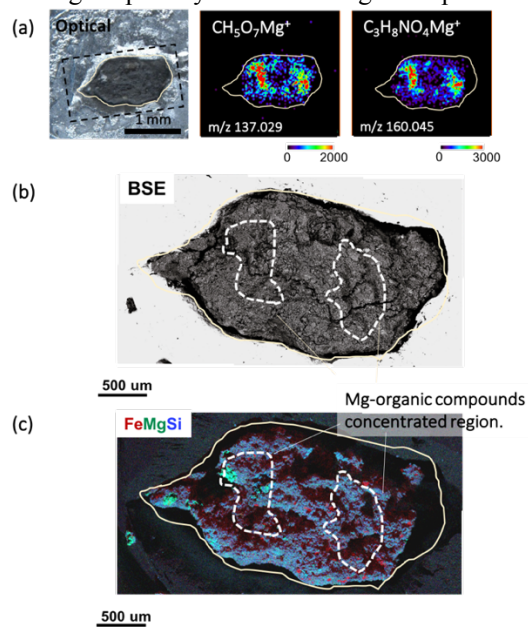 (a)
Optical
1 mm
CH₅O₇Mg⁺
m/z 137.029
0 2000
C₃H₈NO₄Mg⁺
m/z 160.045
0 3000
(b)
BSE
500 um
Mg-organic compounds
concentrated region.
(c)
FeMgSi
500 um